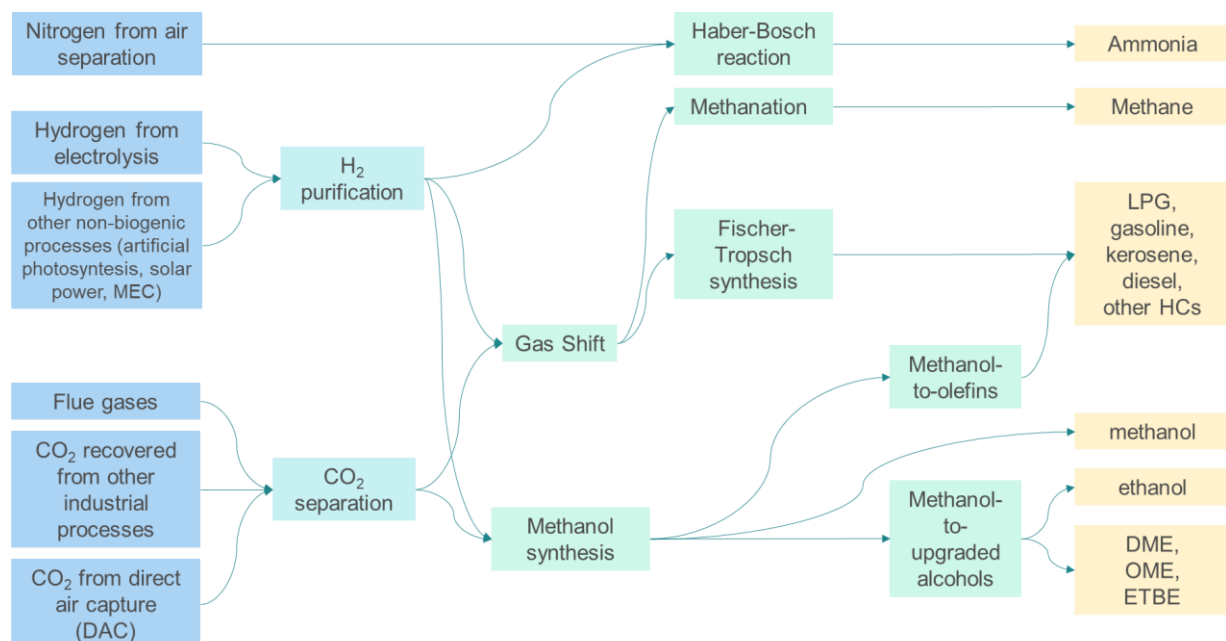 Nitrogen from air
separation
Haber-Bosch
reaction
Ammonia
Methanation
Methane
Hydrogen from
electrolysis
H₂
purification
Hydrogen from
other non-biogenic
processes (artificial
photosyntesis, solar
power, MEC)
Fischer-
Tropsch
synthesis
LPG,
gasoline,
kerosene,
diesel,
other HCs
Gas Shift
Methanol-
to-olefins
Flue gases
CO₂ recovered
from other
industrial
processes
CO₂
separation
methanol
Methanol
synthesis
Methanol-
to-
upgraded
alcohols
ethanol
DME,
OME,
ETBE
CO₂ from direct
air capture
(DAC)